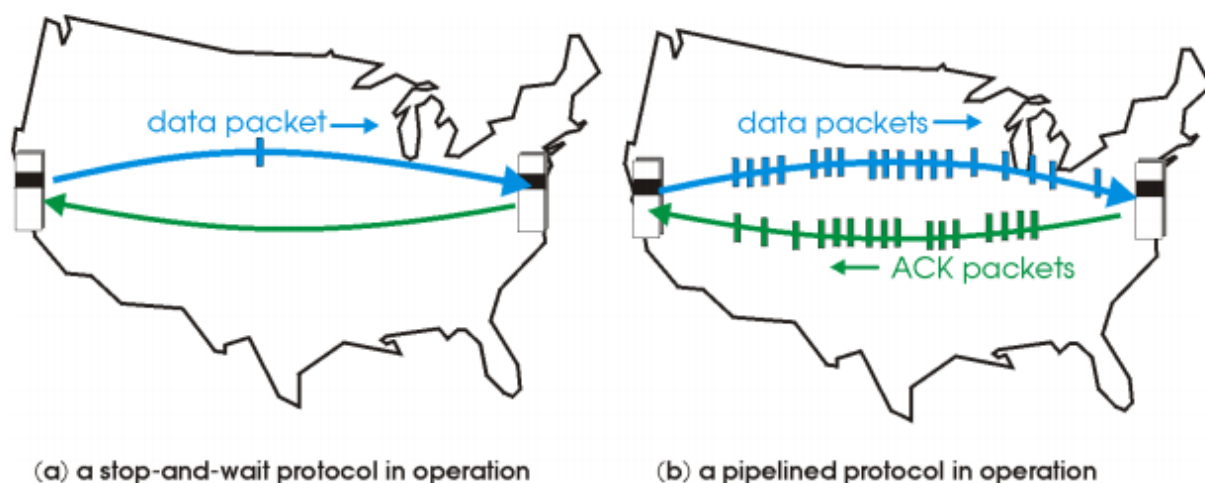 data packet
data packets
ACK packets
(a) a stop-and-wait protocol in operation
(b) a pipelined protocol in operation